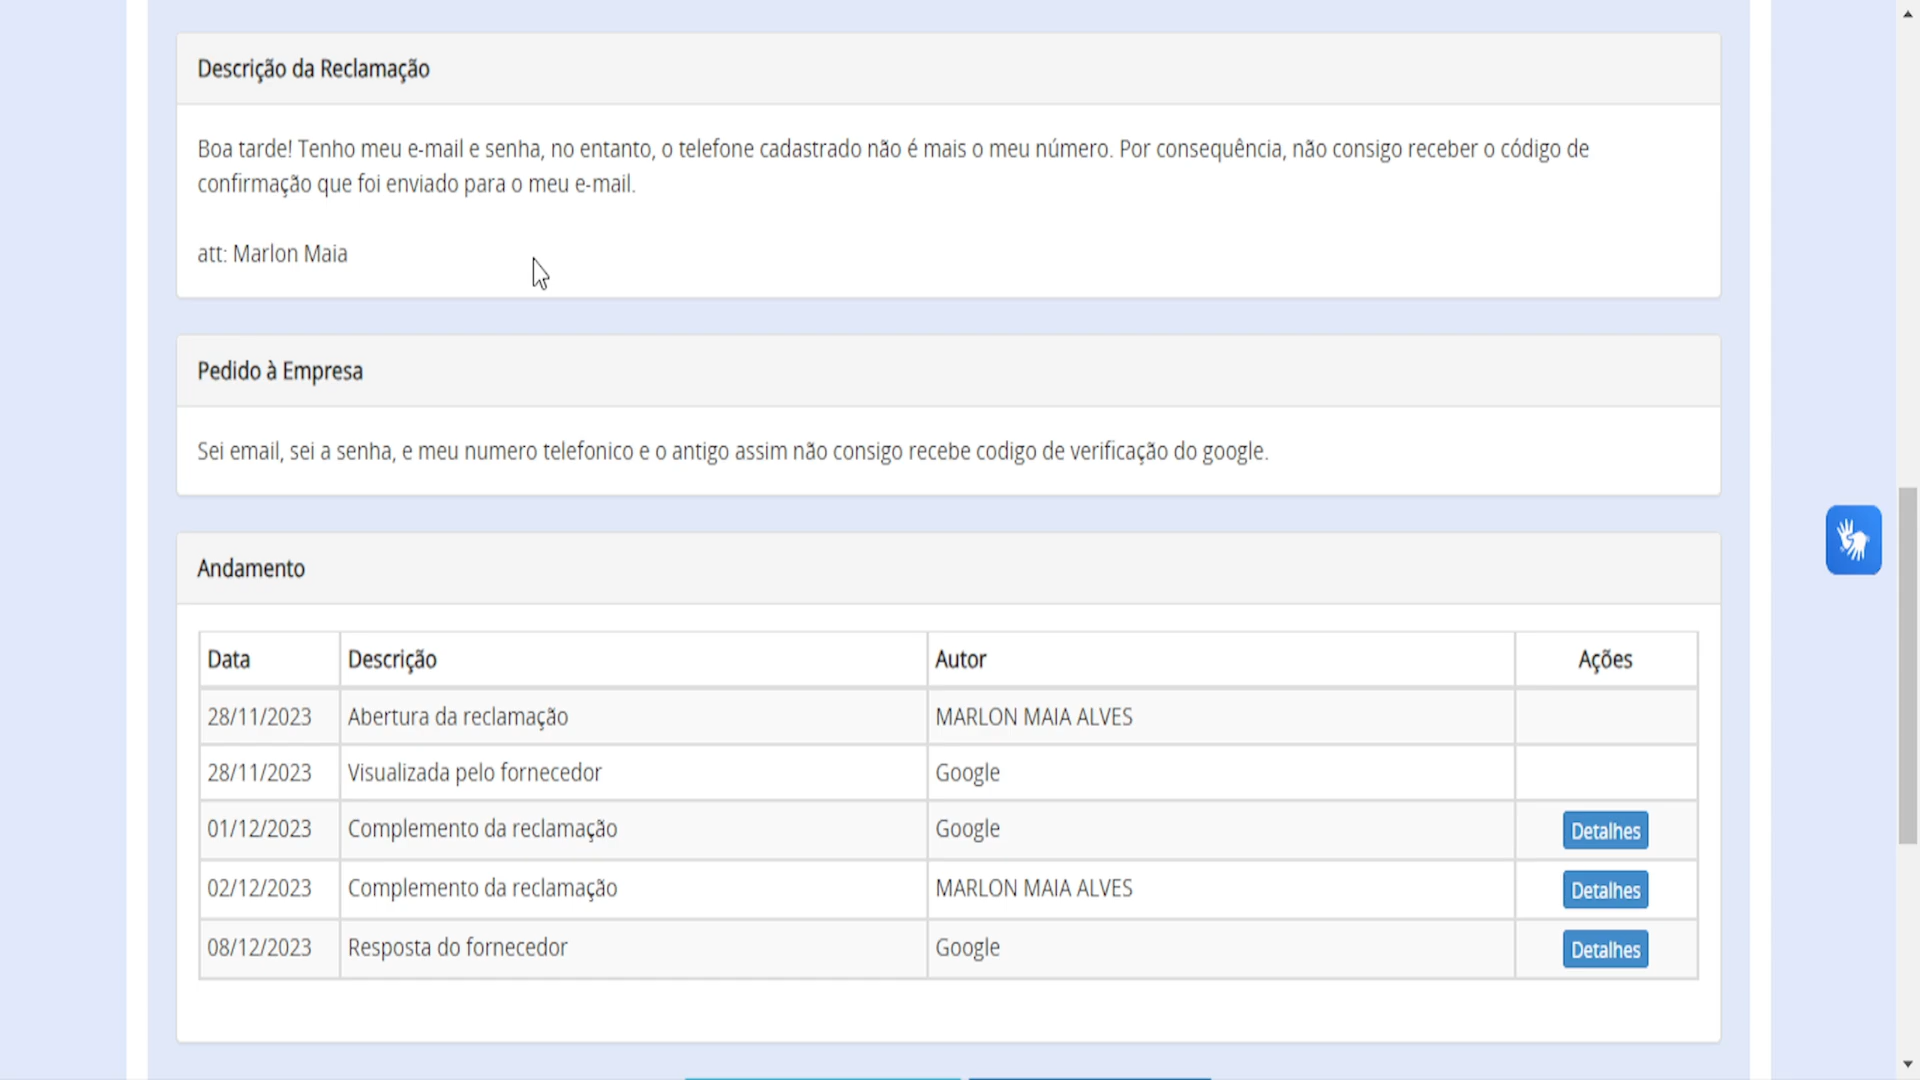 Descrição da Reclamação
Boa tarde! Tenho meu e-mail e senha, no entanto, o telefone cadastrado não é mais o meu número. Por consequência, não consigo receber o código de
confirmação que foi enviado para o meu e-mail.
att: Marlon Maia
Pedido à Empresa
Sei email, sei a senha, e meu numero telefonico e o antigo assim não consigo recebe codigo de verificação do google.
Andamento
Data Descrição Autor Ações
28/11/2023 Abertura da reclamação MARLON MAIA ALVES
28/11/2023 Visualizada pelo fornecedor Google
01/12/2023 Complemento da reclamação Google Detalhes
02/12/2023 Complemento da reclamação MARLON MAIA ALVES Detalhes
08/12/2023 Resposta do fornecedor Google Detalhes